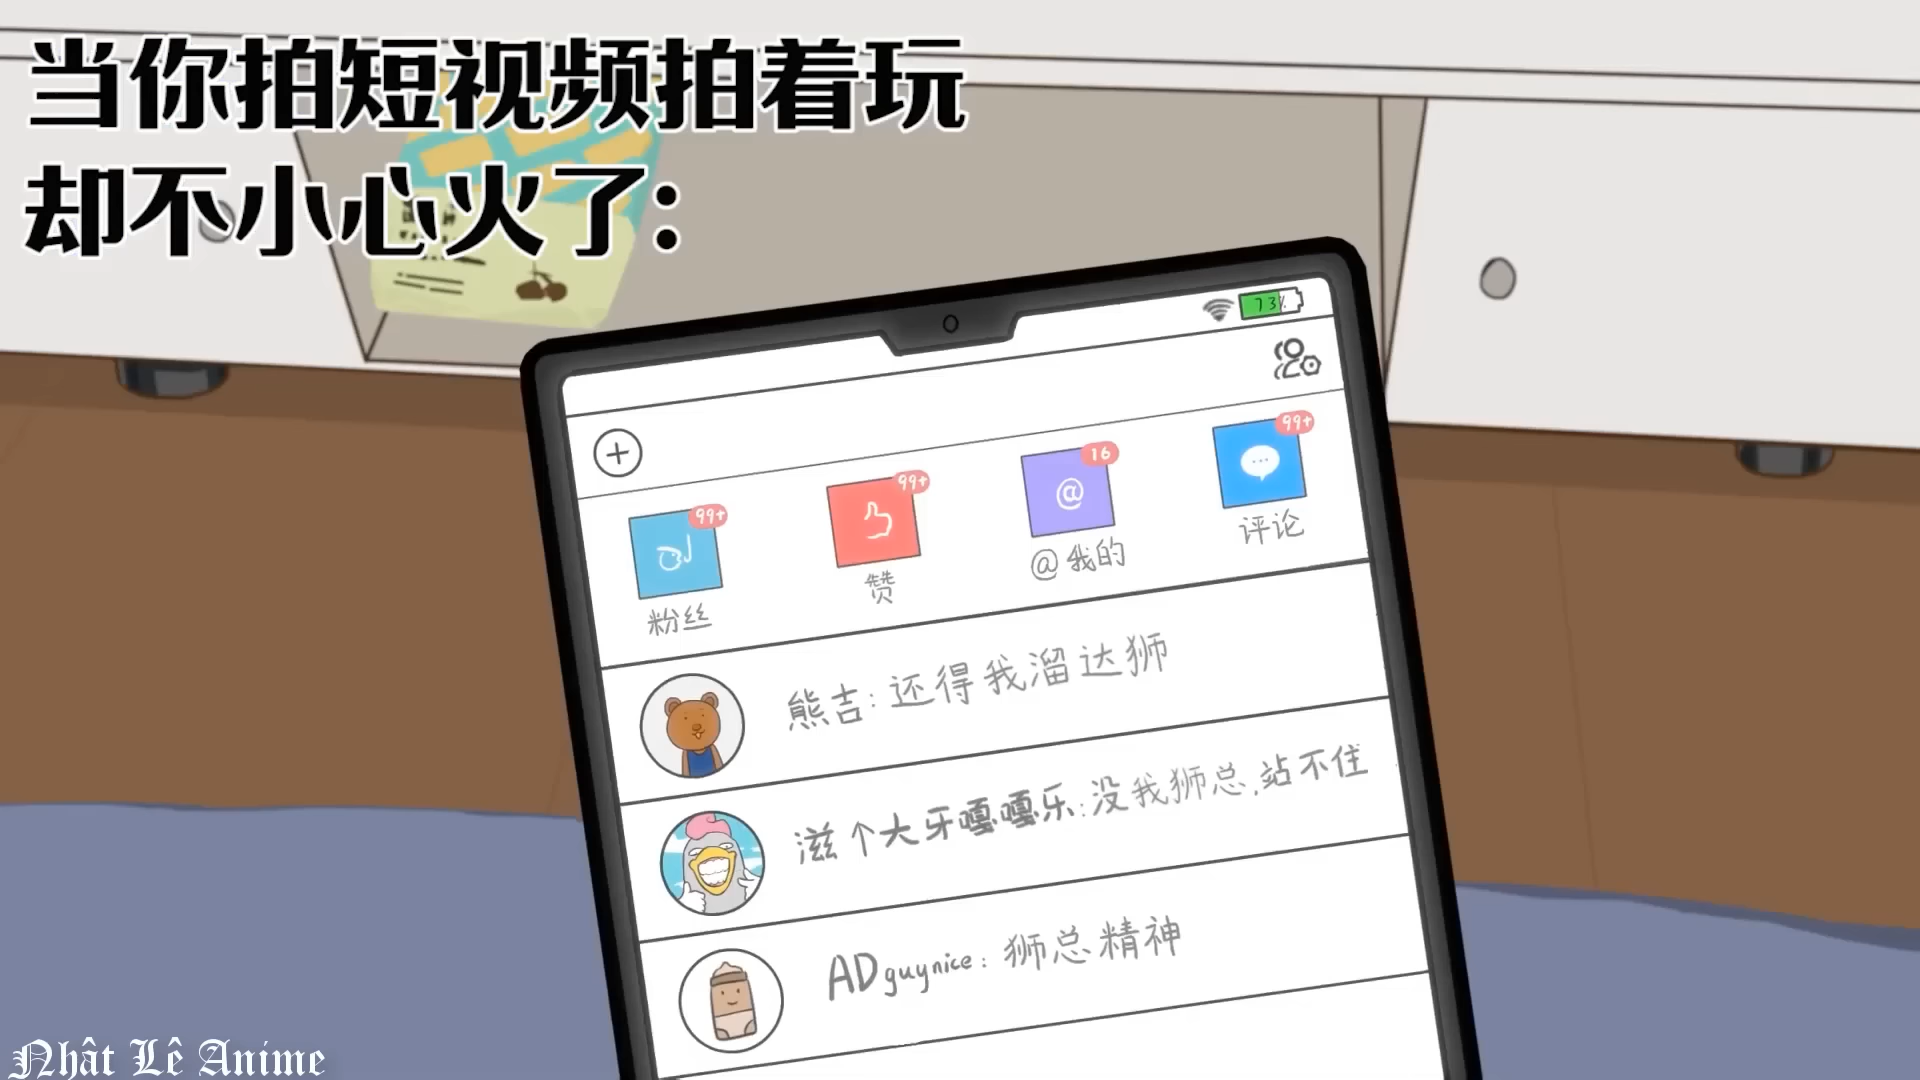 当你拍短视频拍着玩
却不小心火了:
73%
99+
99+
16
99+
粉丝
赞
@我的
评论
熊吉:还得我溜达狮
滋个大牙嘎嘎乐:没我狮总,站不住
ADguynice:狮总精神
Nhât Lê Anime